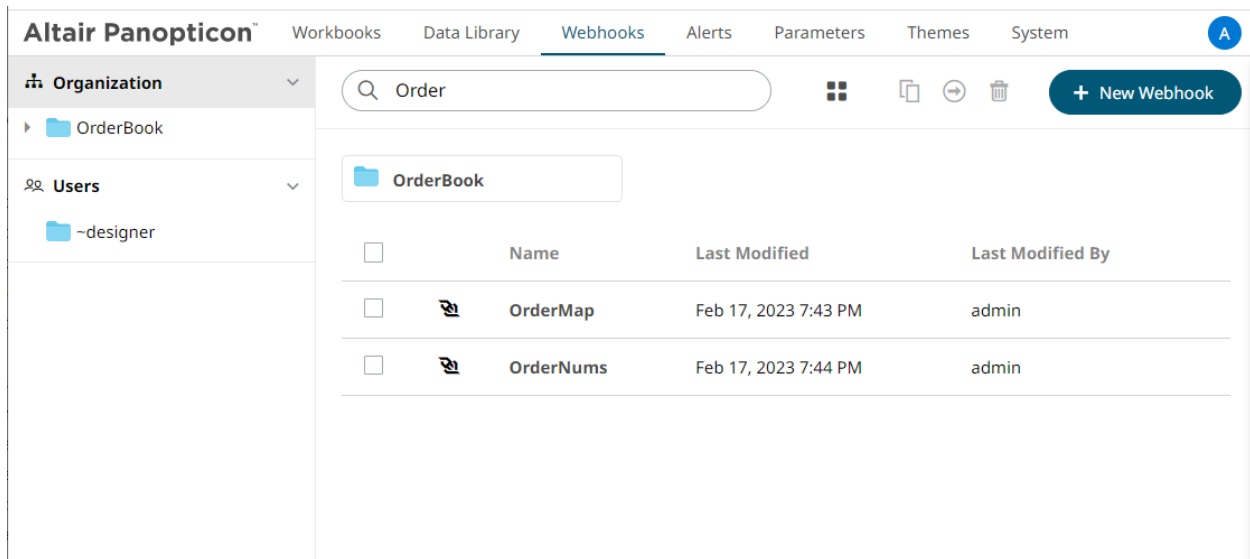 Altair Panopticon™ Workbooks Data Library Webhooks Alerts Parameters Themes System A
Organization
OrderBook
Users
~designer
Order
+ New Webhook
OrderBook
Name Last Modified Last Modified By
OrderMap Feb 17, 2023 7:43 PM admin
OrderNums Feb 17, 2023 7:44 PM admin